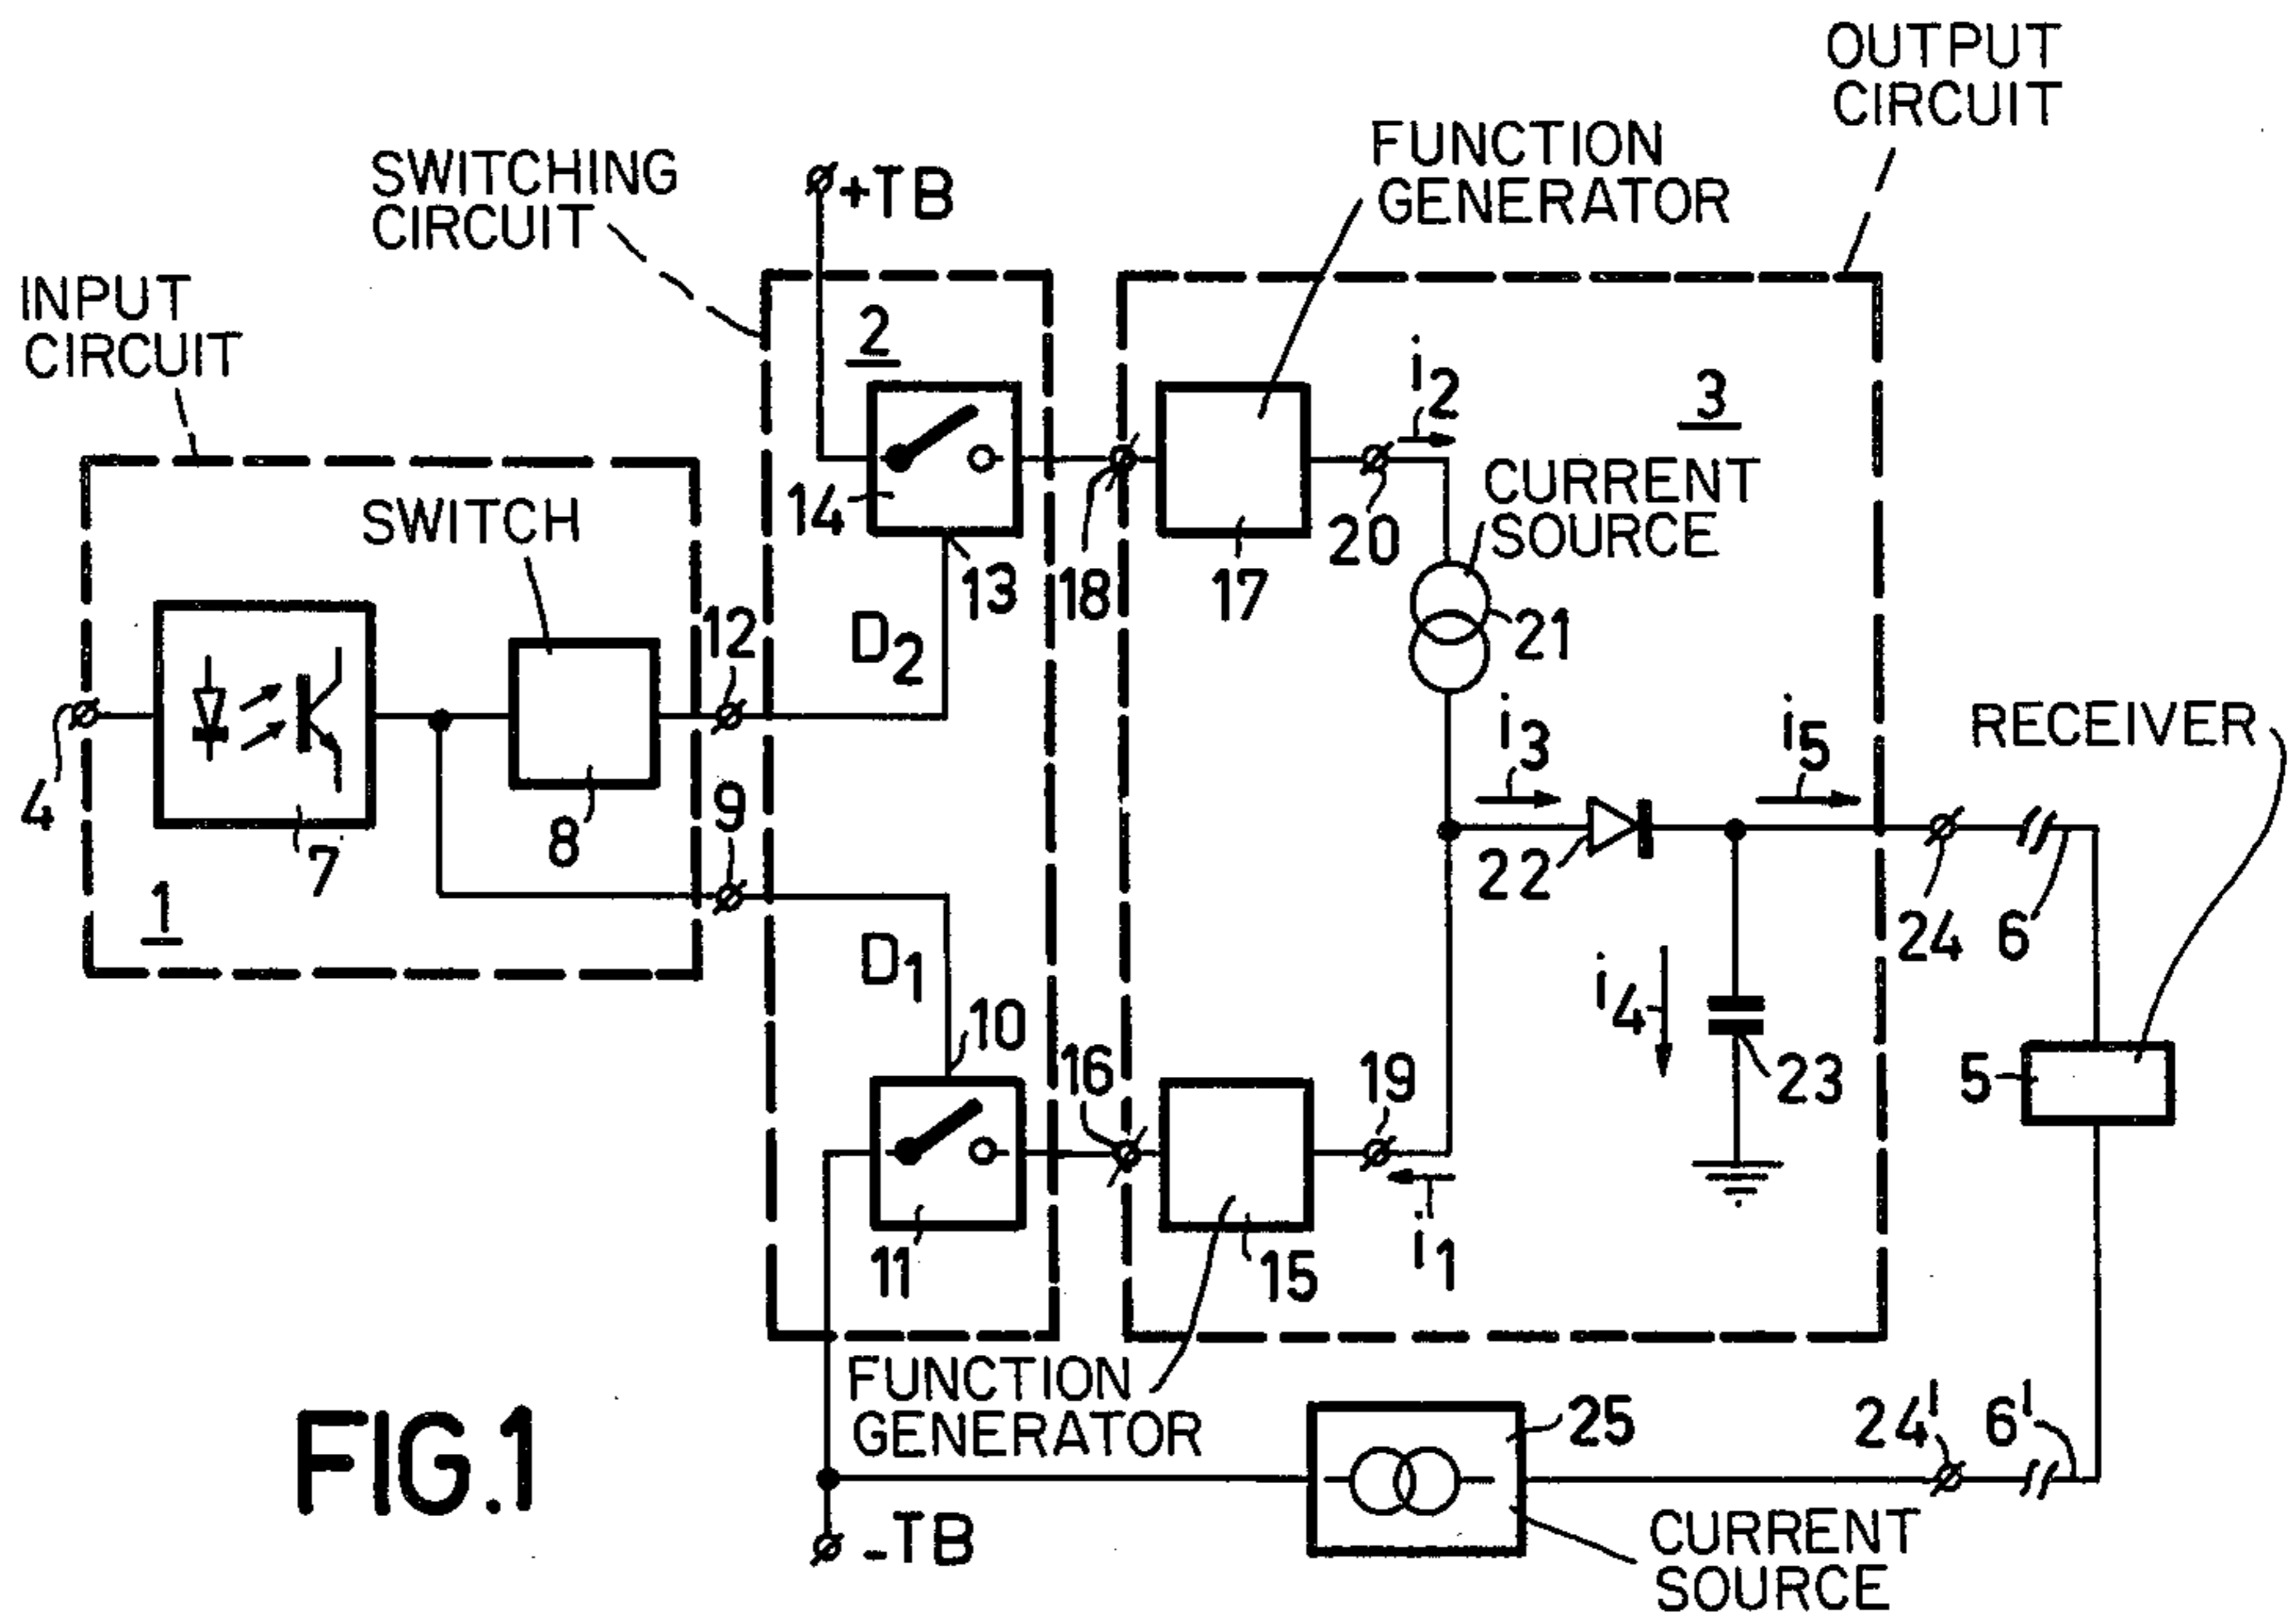 OUTPUT
CIRCUIT
FUNCTION
GENERATOR
SWITCHING
CIRCUIT
+TB
INPUT
CIRCUIT
2
i2
3
CURRENT
SOURCE
SWITCH
14
13
18
17
20
21
12
D2
4
7
8
9
1
i3
i5
RECEIVER
22
24
6
D1
10
i4
23
5
16
19
11
15
i1
FUNCTION
GENERATOR
25
24'
6'
FIG.1
-TB
CURRENT
SOURCE